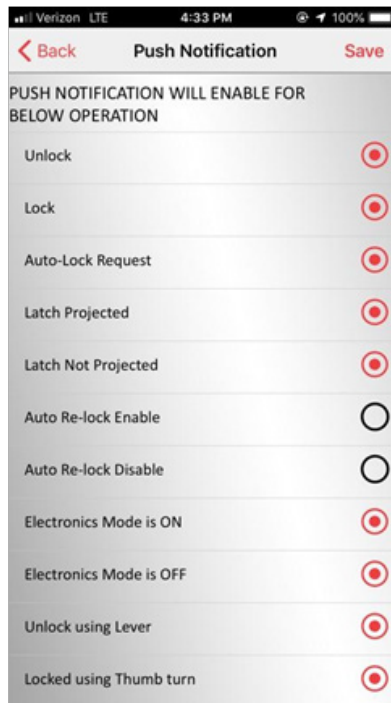 Verizon LTE 4:33 PM 100%
Back Push Notification Save
PUSH NOTIFICATION WILL ENABLE FOR
BELOW OPERATION
Unlock
Lock
Auto-Lock Request
Latch Projected
Latch Not Projected
Auto Re-lock Enable
Auto Re-lock Disable
Electronics Mode is ON
Electronics Mode is OFF
Unlock using Lever
Locked using Thumb turn